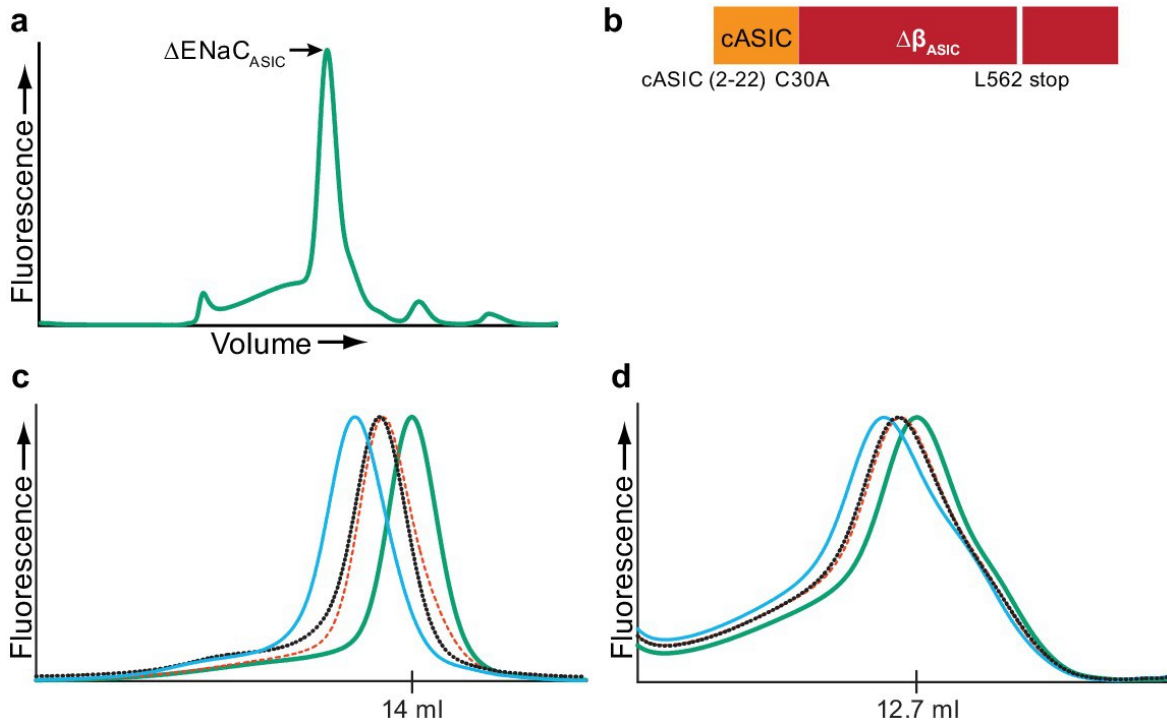 a
ΔENaC_ASIC
Fluorescence
Volume
b
cASIC
Δβ_ASIC
cASIC (2-22) C30A
L562 stop
c
Fluorescence
14 ml
d
Fluorescence
12.7 ml